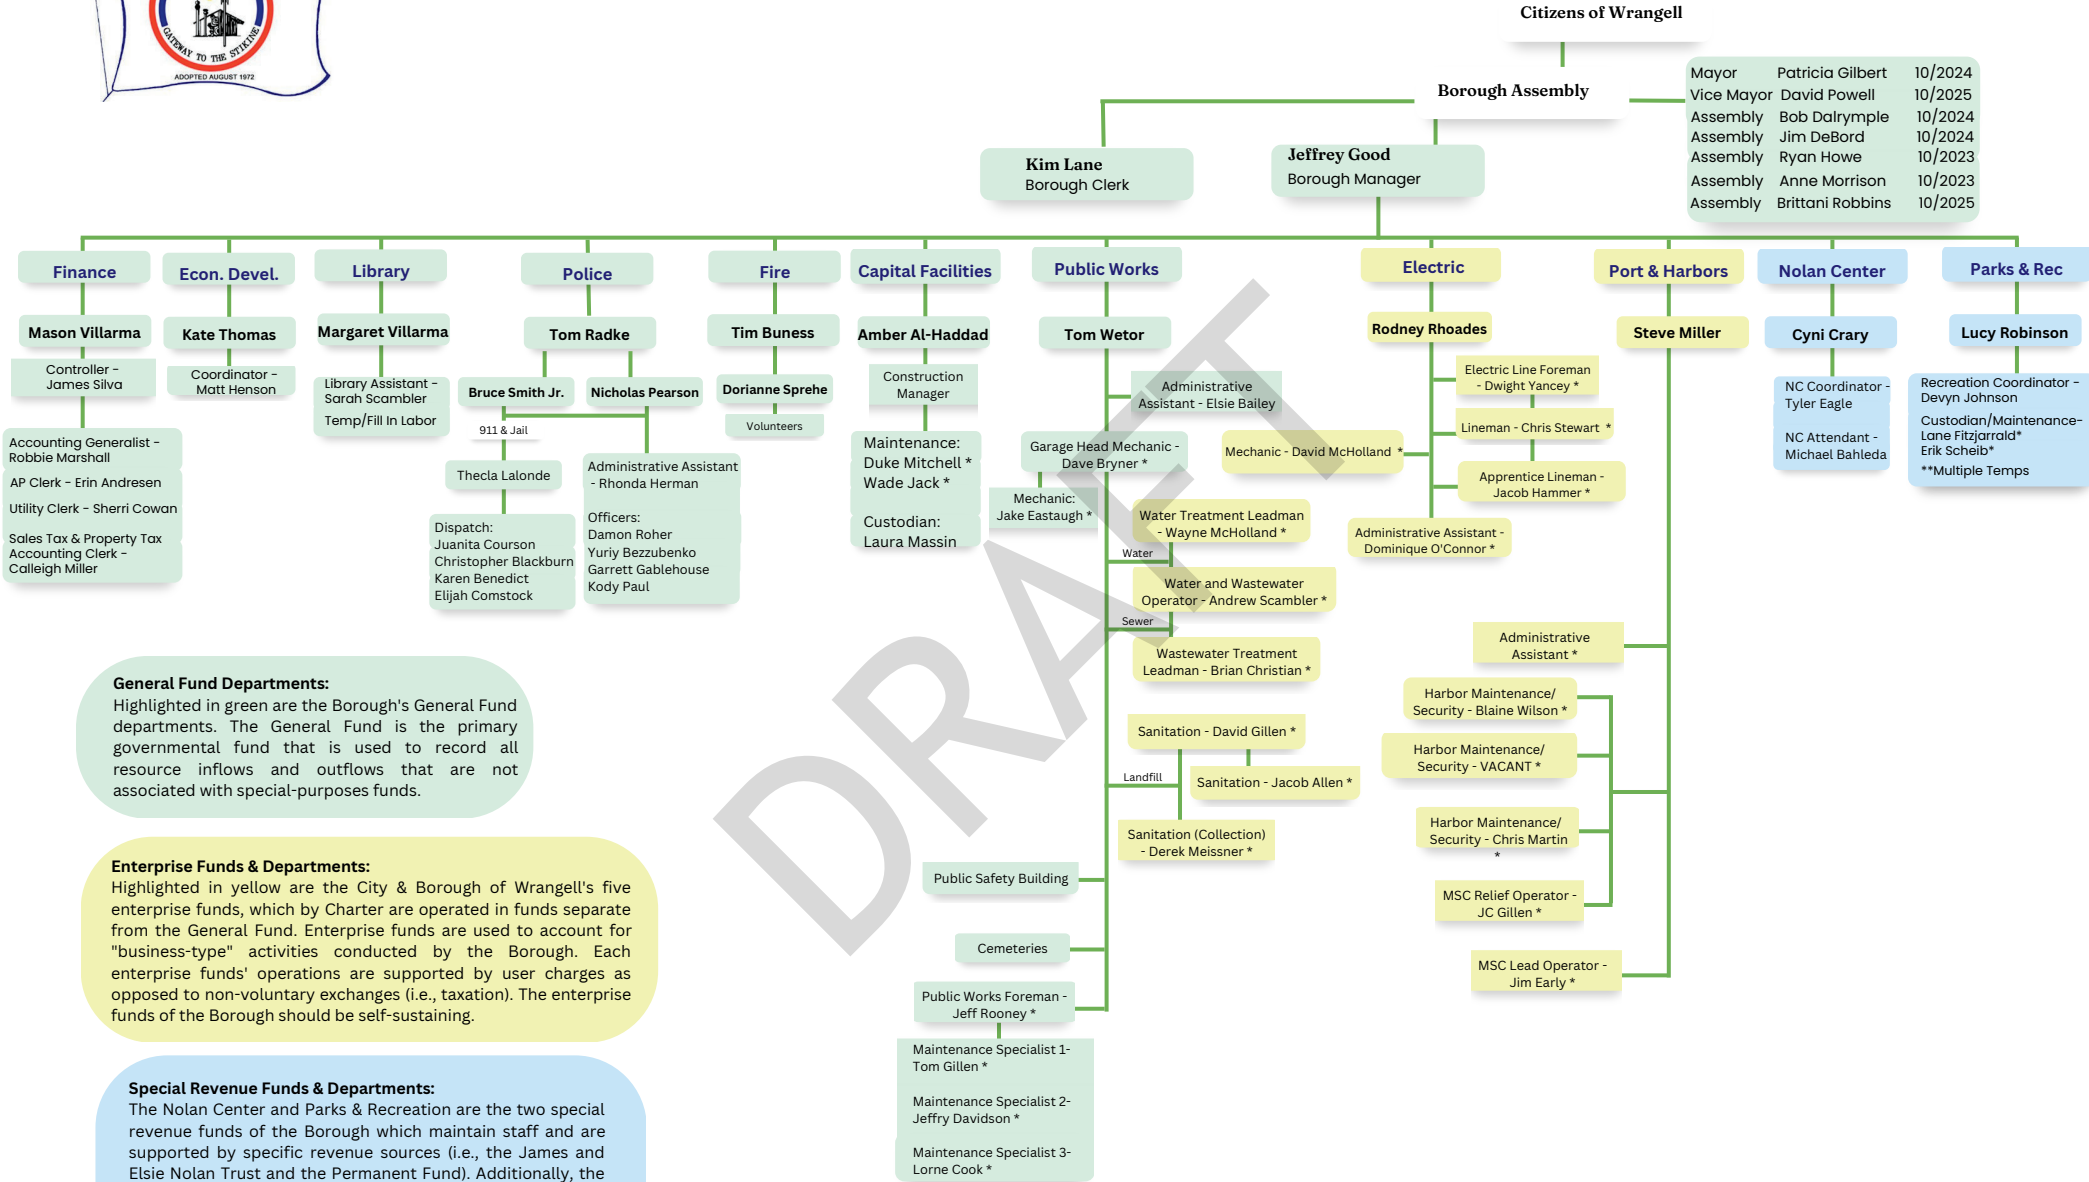 GATEWAY TO THE STIKINE
ADOPTED AUGUST 1972
Citizens of Wrangell
Borough Assembly
Mayor Patricia Gilbert 10/2024
Vice Mayor David Powell 10/2025
Assembly Bob Dalrymple 10/2024
Assembly Jim DeBord 10/2024
Assembly Ryan Howe 10/2023
Assembly Anne Morrison 10/2023
Assembly Brittani Robbins 10/2025
Kim Lane
Borough Clerk
Jeffrey Good
Borough Manager
Finance
Mason Villarma
Controller –
James Silva
Accounting Generalist –
Robbie Marshall
AP Clerk – Erin Andresen
Utility Clerk – Sherri Cowan
Sales Tax & Property Tax
Accounting Clerk –
Calleigh Miller
Econ. Devel.
Kate Thomas
Coordinator –
Matt Henson
Library
Margaret Villarma
Library Assistant –
Sarah Scambler
Temp/Fill In Labor
Police
Tom Radke
Bruce Smith Jr.
Nicholas Pearson
911 & Jail
Thecla Lalonde
Dispatch:
Juanita Courson
Christopher Blackburn
Karen Benedict
Elijah Comstock
Administrative Assistant
- Rhonda Herman
Officers:
Damon Roher
Yuriy Bezzubenko
Garrett Gablehouse
Kody Paul
Fire
Tim Buness
Dorianne Sprehe
Volunteers
Capital Facilities
Amber Al-Haddad
Construction
Manager
Maintenance:
Duke Mitchell *
Wade Jack *
Custodian:
Laura Massin
Public Works
Tom Wetor
Administrative
Assistant - Elsie Bailey
Garage Head Mechanic -
Dave Bryner *
Mechanic:
Jake Eastaugh *
Water Treatment Leadman
- Wayne McHolland *
Water
Water and Wastewater
Operator - Andrew Scambler *
Sewer
Wastewater Treatment
Leadman - Brian Christian *
Sanitation - David Gillen *
Landfill
Sanitation - Jacob Allen *
Sanitation (Collection)
- Derek Meissner *
Public Safety Building
Cemeteries
Public Works Foreman -
Jeff Rooney *
Maintenance Specialist 1-
Tom Gillen *
Maintenance Specialist 2-
Jeffry Davidson *
Maintenance Specialist 3-
Lorne Cook *
Electric
Rodney Rhoades
Electric Line Foreman
- Dwight Yancey *
Lineman - Chris Stewart *
Mechanic - David McHolland *
Apprentice Lineman -
Jacob Hammer *
Administrative Assistant -
Dominique O'Connor *
Port & Harbors
Steve Miller
Administrative
Assistant *
Harbor Maintenance/
Security - Blaine Wilson *
Harbor Maintenance/
Security - VACANT *
Harbor Maintenance/
Security - Chris Martin
*
MSC Relief Operator -
JC Gillen *
MSC Lead Operator -
Jim Early *
Nolan Center
Cyni Crary
NC Coordinator -
Tyler Eagle
NC Attendant -
Michael Bahleda
Parks & Rec
Lucy Robinson
Recreation Coordinator –
Devyn Johnson
Custodian/Maintenance-
Lane Fitzjarrald*
Erik Scheib*
**Multiple Temps
DRAFT
General Fund Departments:
Highlighted in green are the Borough's General Fund
departments. The General Fund is the primary
governmental fund that is used to record all
resource inflows and outflows that are not
associated with special-purposes funds.
Enterprise Funds & Departments:
Highlighted in yellow are the City & Borough of Wrangell's five
enterprise funds, which by Charter are operated in funds separate
from the General Fund. Enterprise funds are used to account for
"business-type" activities conducted by the Borough. Each
enterprise funds' operations are supported by user charges as
opposed to non-voluntary exchanges (i.e., taxation). The enterprise
funds of the Borough should be self-sustaining.
Special Revenue Funds & Departments:
The Nolan Center and Parks & Recreation are the two special
revenue funds of the Borough which maintain staff and are
supported by specific revenue sources (i.e., the James and
Elsie Nolan Trust and the Permanent Fund). Additionally, the